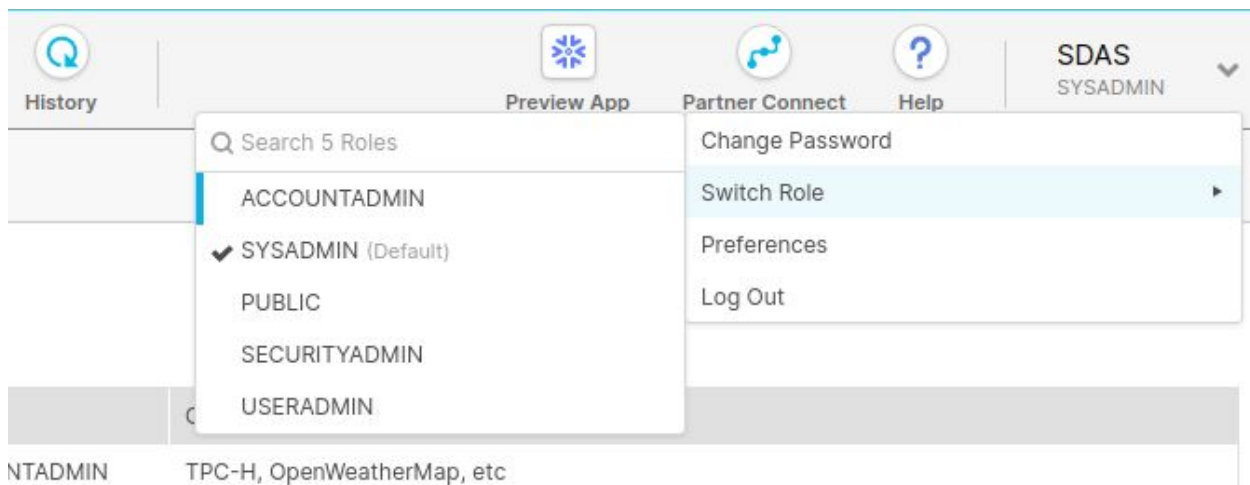 SDAS
SYSADMIN
History
Preview App
Partner Connect
Help
Search 5 Roles
ACCOUNTADMIN
SYSADMIN (Default)
PUBLIC
SECURITYADMIN
USERADMIN
Change Password
Switch Role
Preferences
Log Out
NTADMIN
TPC-H, OpenWeatherMap, etc